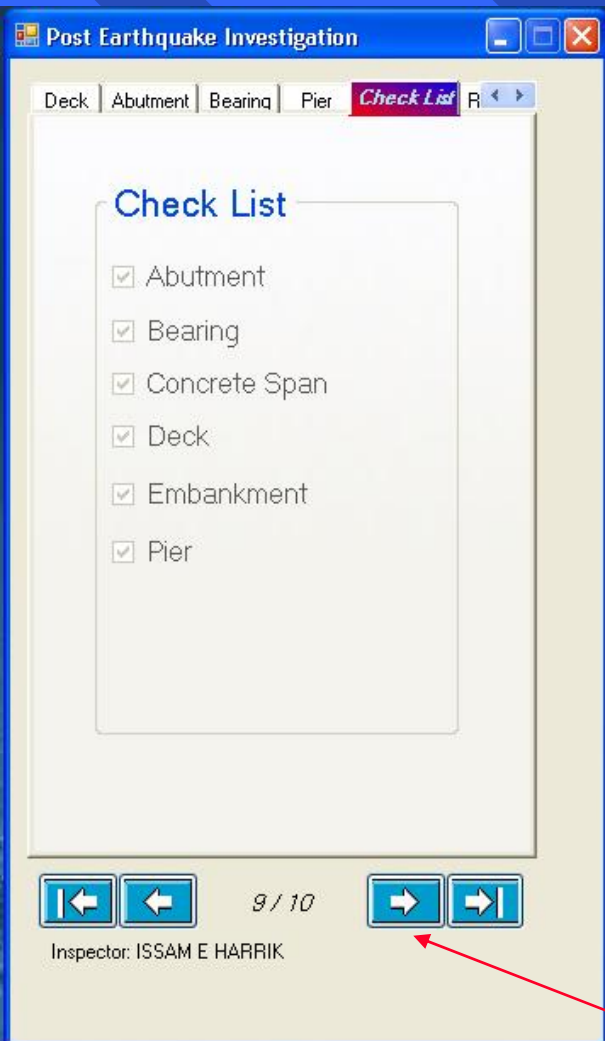 Post Earthquake Investigation
Deck Abutment Bearing Pier Check List R
Check List
Abutment
Bearing
Concrete Span
Deck
Embankment
Pier
9 / 10
Inspector: ISSAM E HARRIK